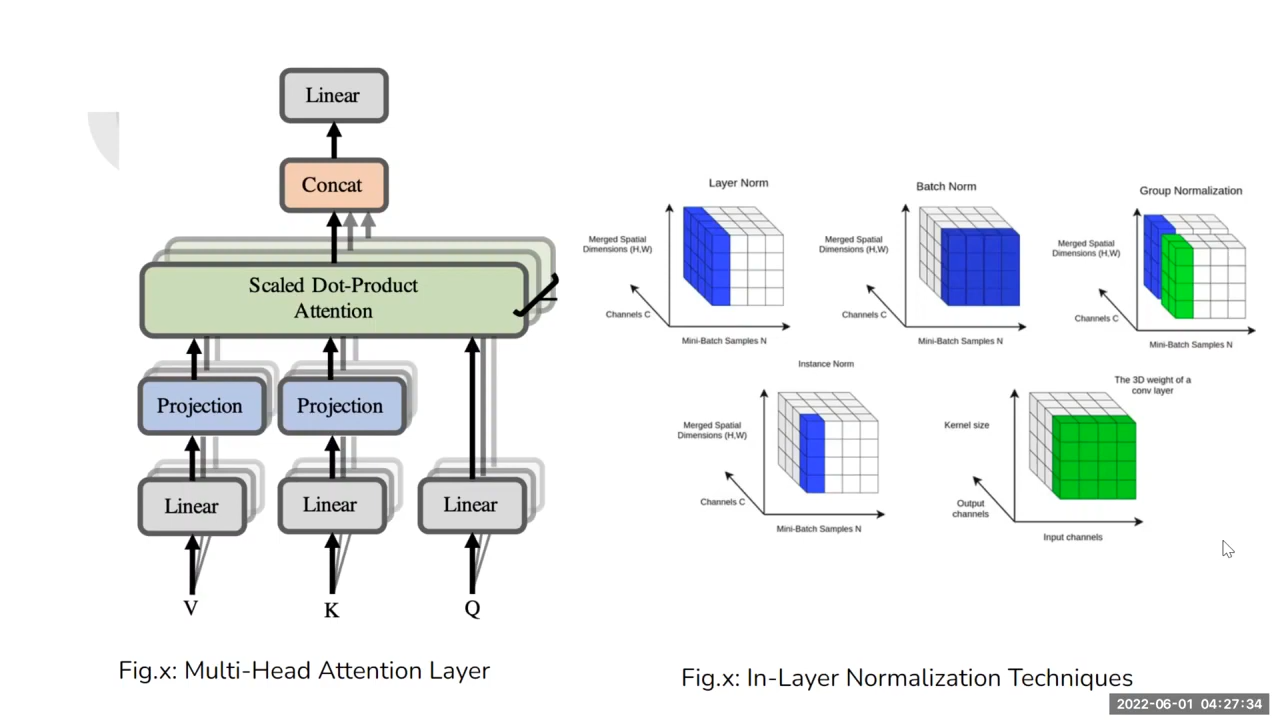 Linear
Concat
Scaled Dot-Product
Attention
Projection
Projection
Linear
Linear
Linear
V
K
Q
Fig.x: Multi-Head Attention Layer
Layer Norm
Merged Spatial
Dimensions (H,W)
Channels C
Mini-Batch Samples N
Batch Norm
Merged Spatial
Dimensions (H,W)
Channels C
Mini-Batch Samples N
Group Normalization
Merged Spatial
Dimensions (H,W)
Channels C
Mini-Batch Samples N
Instance Norm
Merged Spatial
Dimensions (H,W)
Channels C
Mini-Batch Samples N
The 3D weight of a
conv layer
Kernel size
Output
channels
Input channels
Fig.x: In-Layer Normalization Techniques
2022-06-01 04:27:34